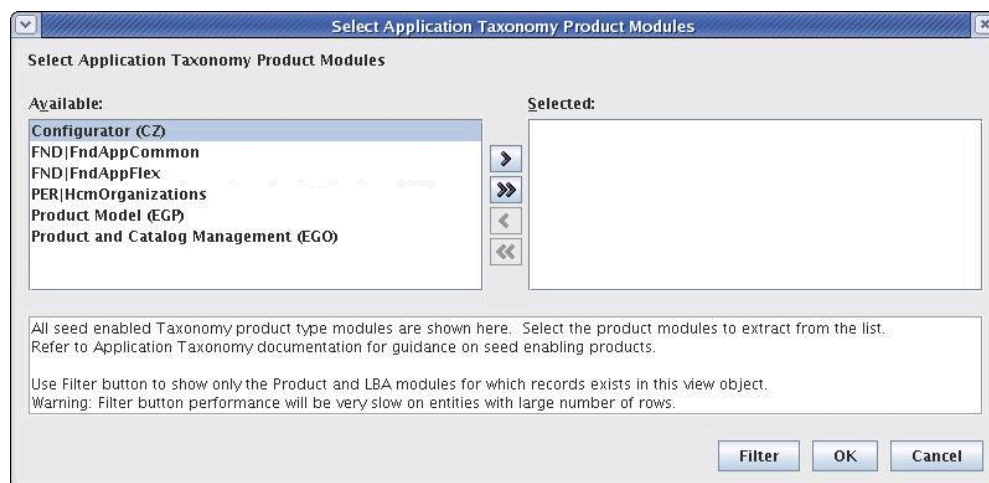 Select Application Taxonomy Product Modules
Select Application Taxonomy Product Modules
Available:
Configurator (CZ)
FND|FndAppCommon
FND|FndAppFlex
PER|HcmOrganizations
Product Model (EGP)
Product and Catalog Management (EGO)
Selected:
All seed enabled Taxonomy product type modules are shown here. Select the product modules to extract from the list.
Refer to Application Taxonomy documentation for guidance on seed enabling products.
Use Filter button to show only the Product and LBA modules for which records exists in this view object.
Warning: Filter button performance will be very slow on entities with large number of rows.
Filter OK Cancel